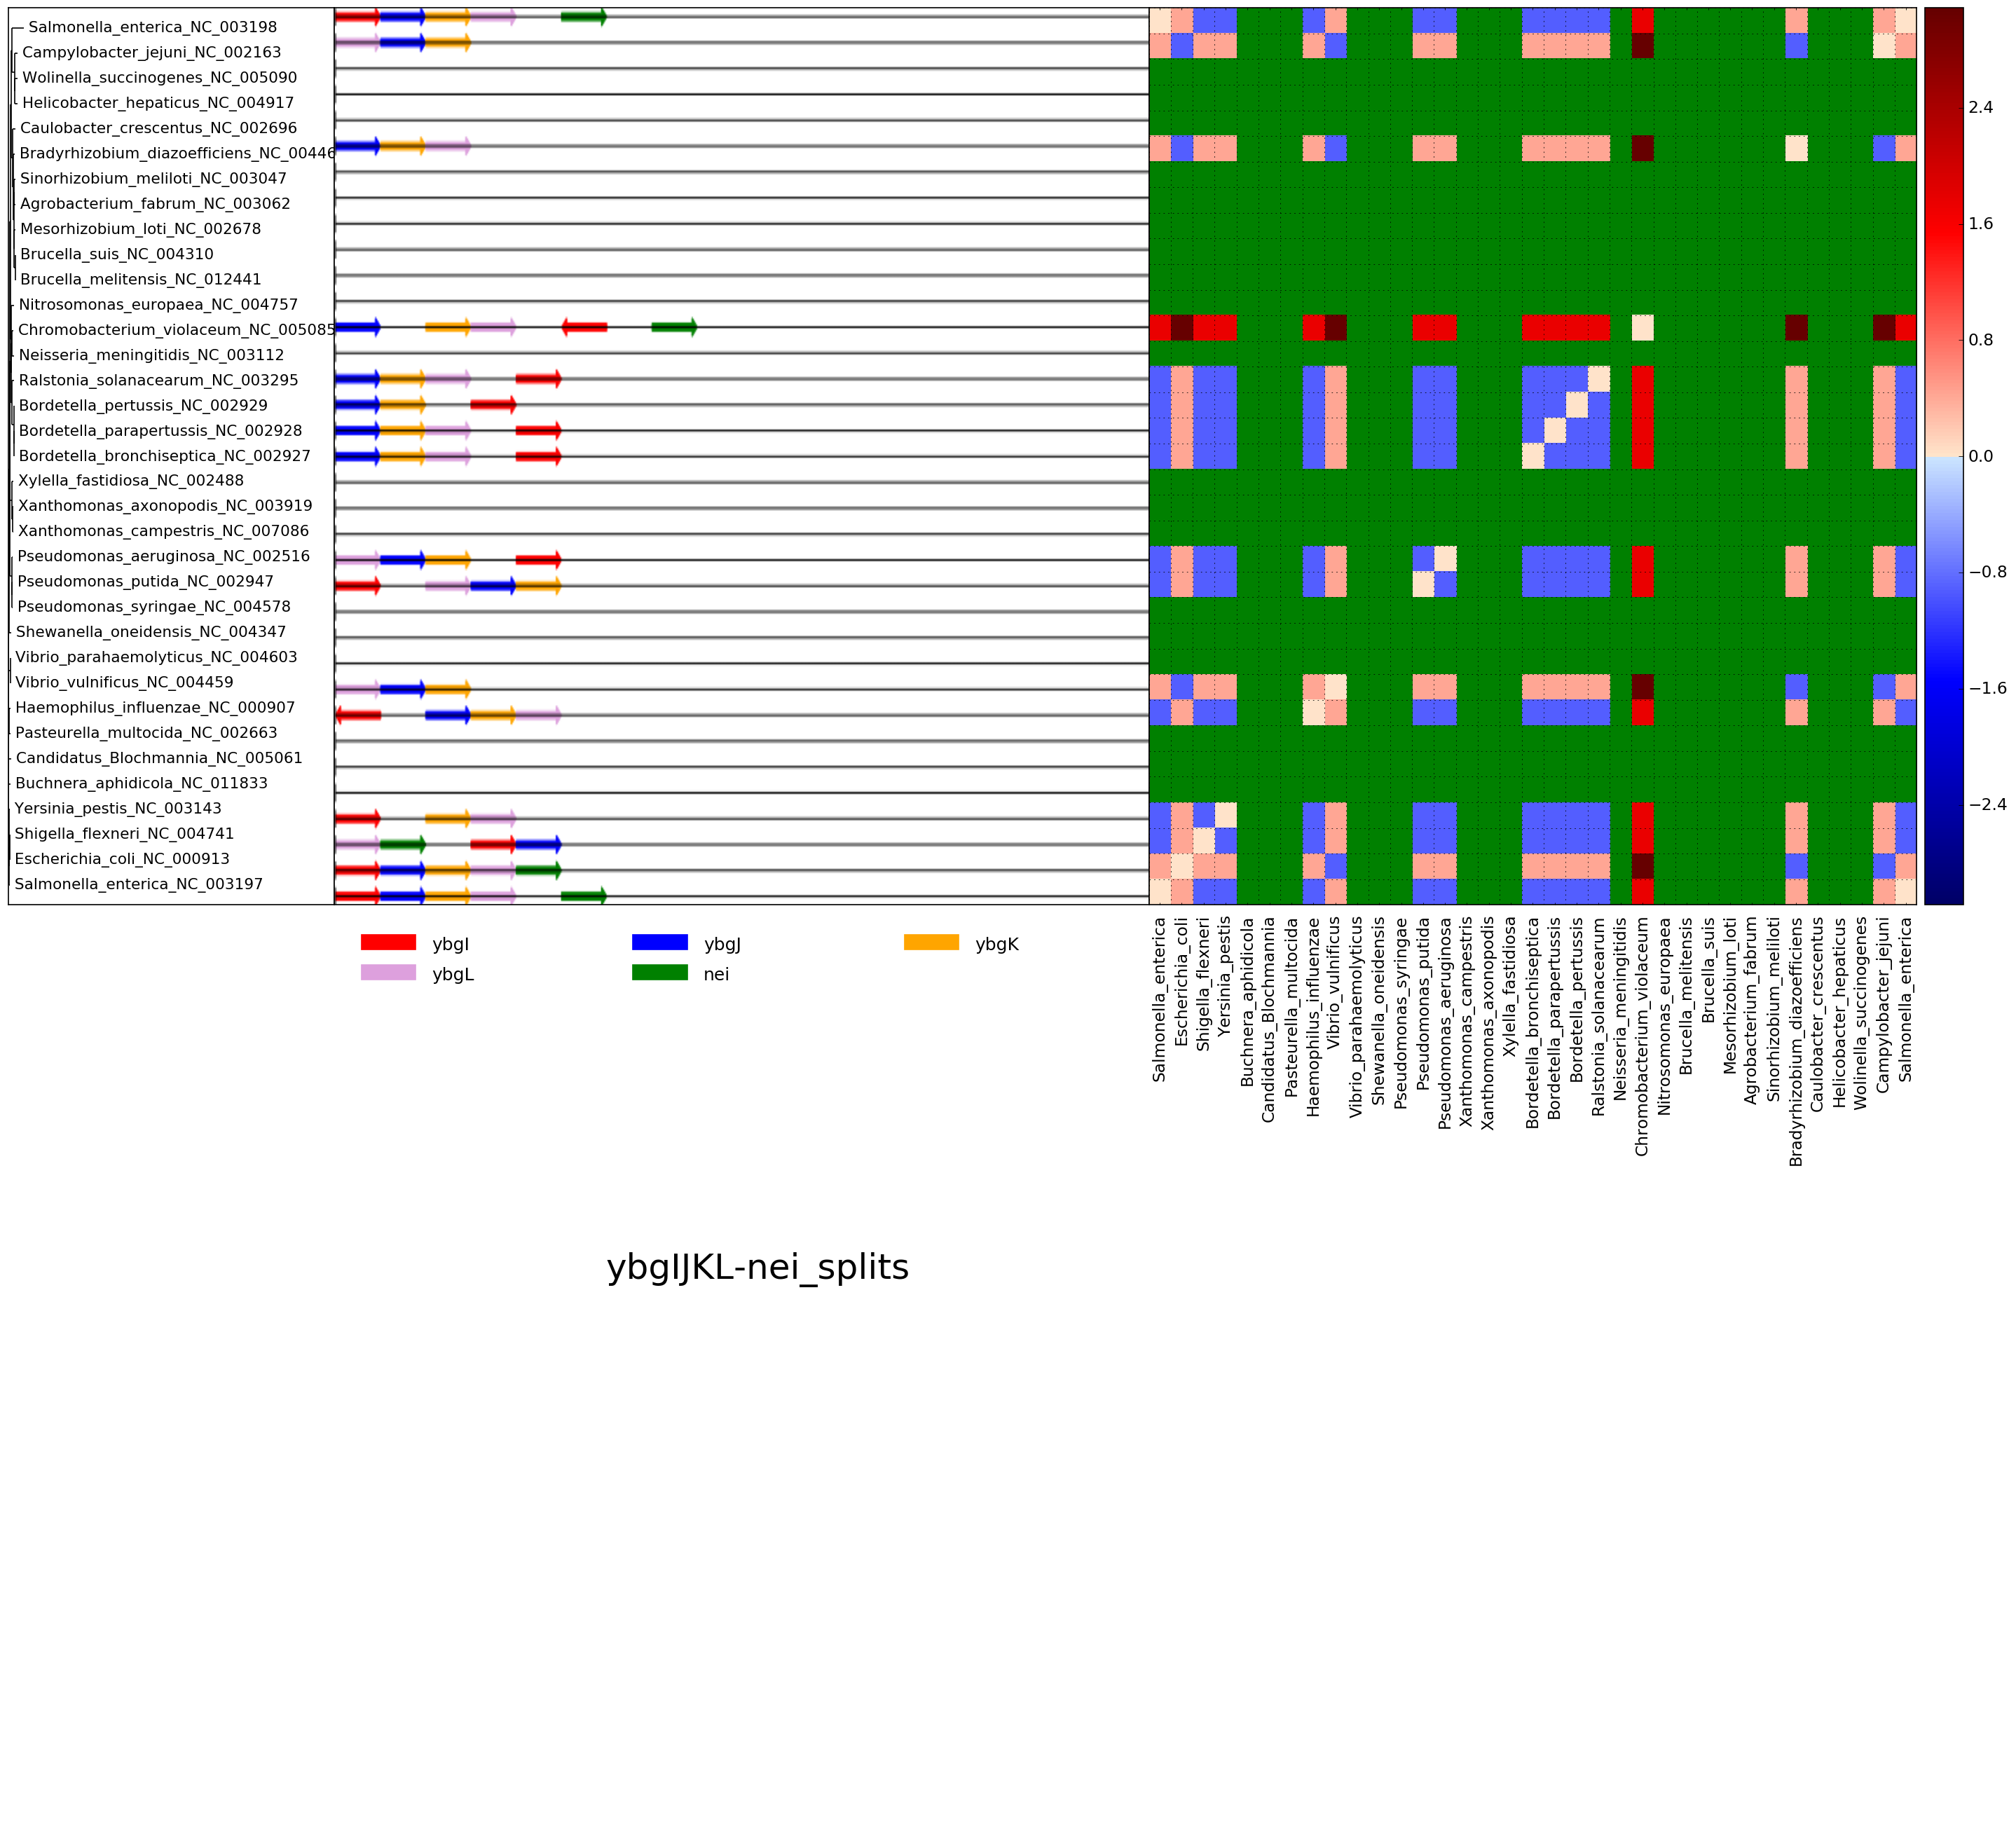 Salmonella_enterica_NC_003198
Campylobacter_jejuni_NC_002163
Wolinella_succinogenes_NC_005090
Helicobacter_hepaticus_NC_004917
Caulobacter_crescentus_NC_002696
Bradyrhizobium_diazoefficiens_NC_00446
Sinorhizobium_meliloti_NC_003047
Agrobacterium_fabrum_NC_003062
Mesorhizobium_loti_NC_002678
Brucella_suis_NC_004310
Brucella_melitensis_NC_012441
Nitrosomonas_europaea_NC_004757
Chromobacterium_violaceum_NC_005085
Neisseria_meningitidis_NC_003112
Ralstonia_solanacearum_NC_003295
Bordetella_pertussis_NC_002929
Bordetella_parapertussis_NC_002928
Bordetella_bronchiseptica_NC_002927
Xylella_fastidiosa_NC_002488
Xanthomonas_axonopodis_NC_003919
Xanthomonas_campestris_NC_007086
Pseudomonas_aeruginosa_NC_002516
Pseudomonas_putida_NC_002947
Pseudomonas_syringae_NC_004578
Shewanella_oneidensis_NC_004347
Vibrio_parahaemolyticus_NC_004603
Vibrio_vulnificus_NC_004459
Haemophilus_influenzae_NC_000907
Pasteurella_multocida_NC_002663
Candidatus_Blochmannia_NC_005061
Buchnera_aphidicola_NC_011833
Yersinia_pestis_NC_003143
Shigella_flexneri_NC_004741
Escherichia_coli_NC_000913
Salmonella_enterica_NC_003197
2.4
1.6
0.8
0.0
−0.8
−1.6
−2.4
ybgI
ybgJ
ybgK
ybgL
nei
Salmonella_enterica
Escherichia_coli
Shigella_flexneri
Yersinia_pestis
Buchnera_aphidicola
Candidatus_Blochmannia
Pasteurella_multocida
Haemophilus_influenzae
Vibrio_vulnificus
Vibrio_parahaemolyticus
Shewanella_oneidensis
Pseudomonas_syringae
Pseudomonas_putida
Pseudomonas_aeruginosa
Xanthomonas_campestris
Xanthomonas_axonopodis
Xylella_fastidiosa
Bordetella_bronchiseptica
Bordetella_parapertussis
Bordetella_pertussis
Ralstonia_solanacearum
Neisseria_meningitidis
Chromobacterium_violaceum
Nitrosomonas_europaea
Brucella_melitensis
Brucella_suis
Mesorhizobium_loti
Agrobacterium_fabrum
Sinorhizobium_meliloti
Bradyrhizobium_diazoefficiens
Caulobacter_crescentus
Helicobacter_hepaticus
Wolinella_succinogenes
Campylobacter_jejuni
Salmonella_enterica
ybgIJKL-nei_splits